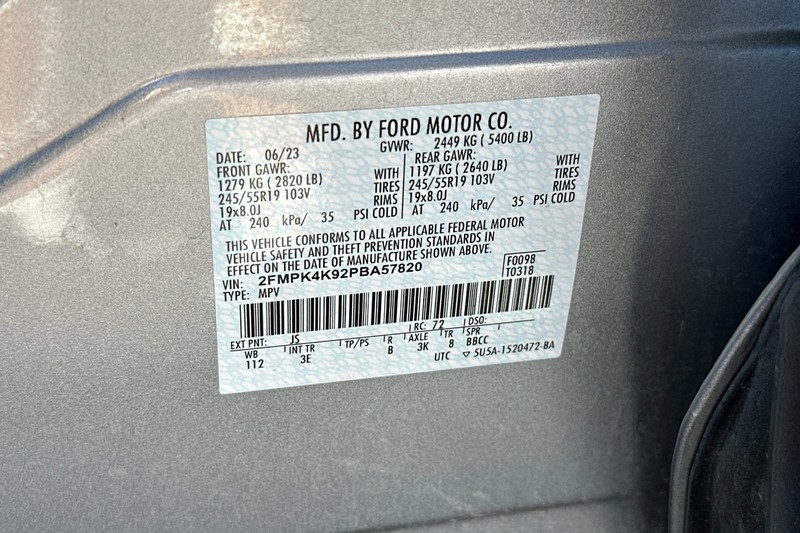 MFD. BY FORD MOTOR CO.
DATE: 06/23 GVWR: 2449 KG ( 5400 LB)
FRONT GAWR: REAR GAWR:
1279 KG ( 2820 LB) WITH 1197 KG ( 2640 LB) WITH
245/55R19 103V TIRES 245/55R19 103V TIRES
19x8.0J RIMS 19x8.0J RIMS
AT 240 kPa/ 35 PSI COLD AT 240 kPa/ 35 PSI COLD
THIS VEHICLE CONFORMS TO ALL APPLICABLE FEDERAL MOTOR
VEHICLE SAFETY AND THEFT PREVENTION STANDARDS IN
EFFECT ON THE DATE OF MANUFACTURE SHOWN ABOVE.
F0098
VIN: 2FMPK4K92PBA57820
T0318
TYPE: MPV
EXT PNT: JS RC: 72 DSO:
WB INT TR TP/PS R AXLE TR SPR
112 3E B 3K 8 BBCC
UTC 5U5A-1520472-BA